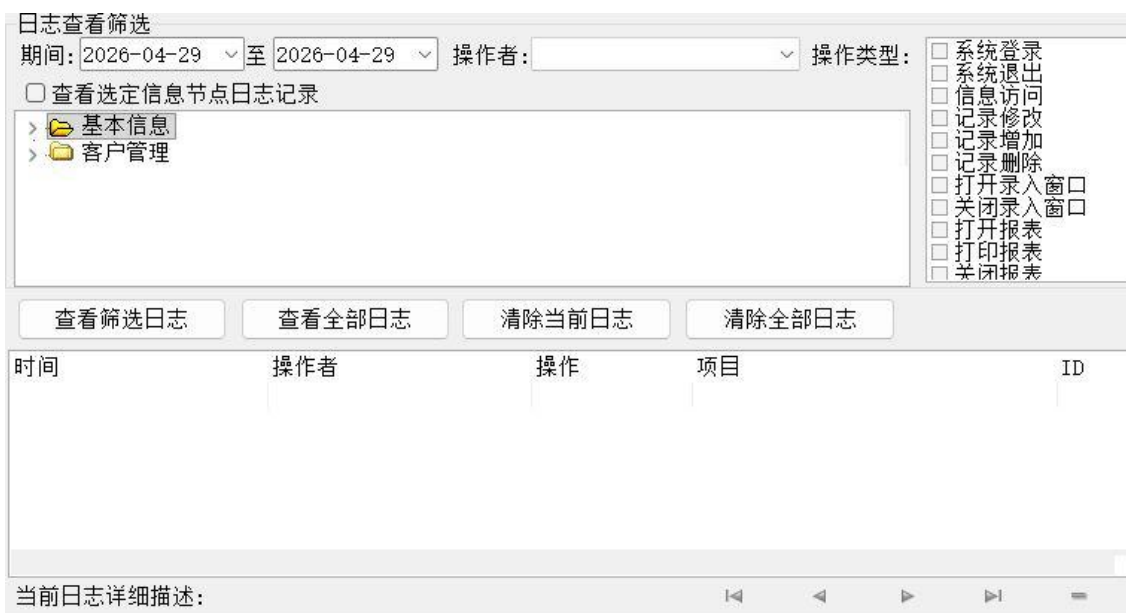 日志查看筛选
期间: 2026-04-29 至 2026-04-29 操作者: 操作类型:
系统登录
系统退出
信息访问
记录修改
记录增加
记录删除
打开录入窗口
关闭录入窗口
打开报表
打印报表
关闭报表
查看选定信息节点日志记录
基本信息
客户管理
查看筛选日志 查看全部日志 清除当前日志 清除全部日志
时间 操作者 操作 项目 ID
当前日志详细描述: